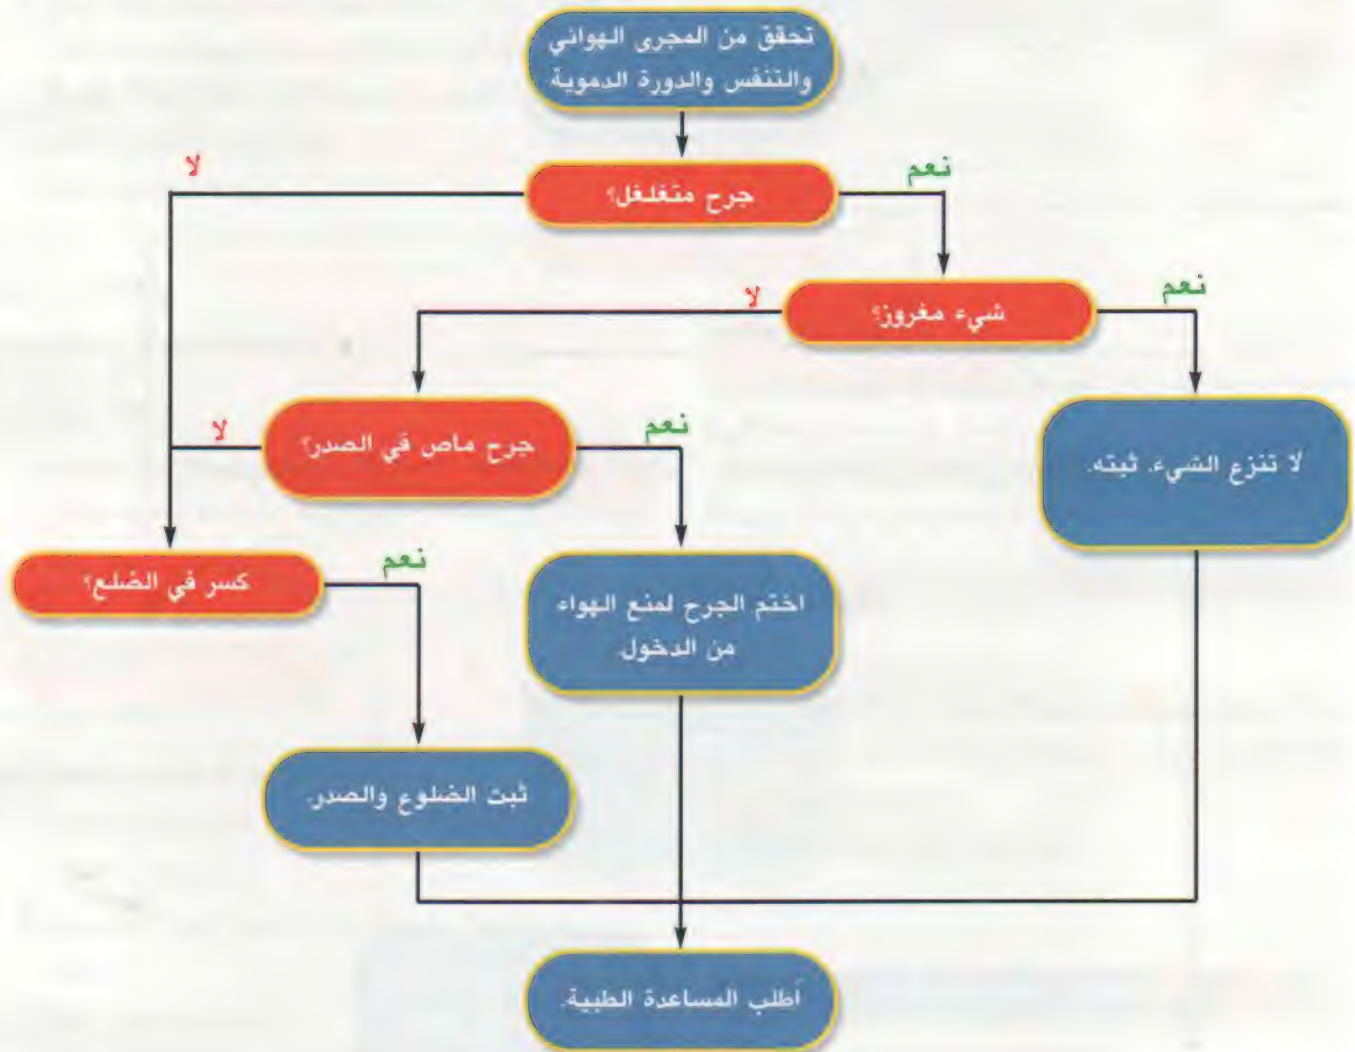 تحقق من المجرى الهوائي
والتنفس والدورة الدموية
لا
نعم
جرح متغلغل؟
نعم
لا
شيء مغروز؟
لا
نعم
جرح ماص في الصدر؟
لا تنزع الشيء. ثبته.
نعم
كسر في الضلع؟
اختم الجرح لمنع الهواء
من الدخول.
ثبت الضلوع والصدر.
أطلب المساعدة الطبية.